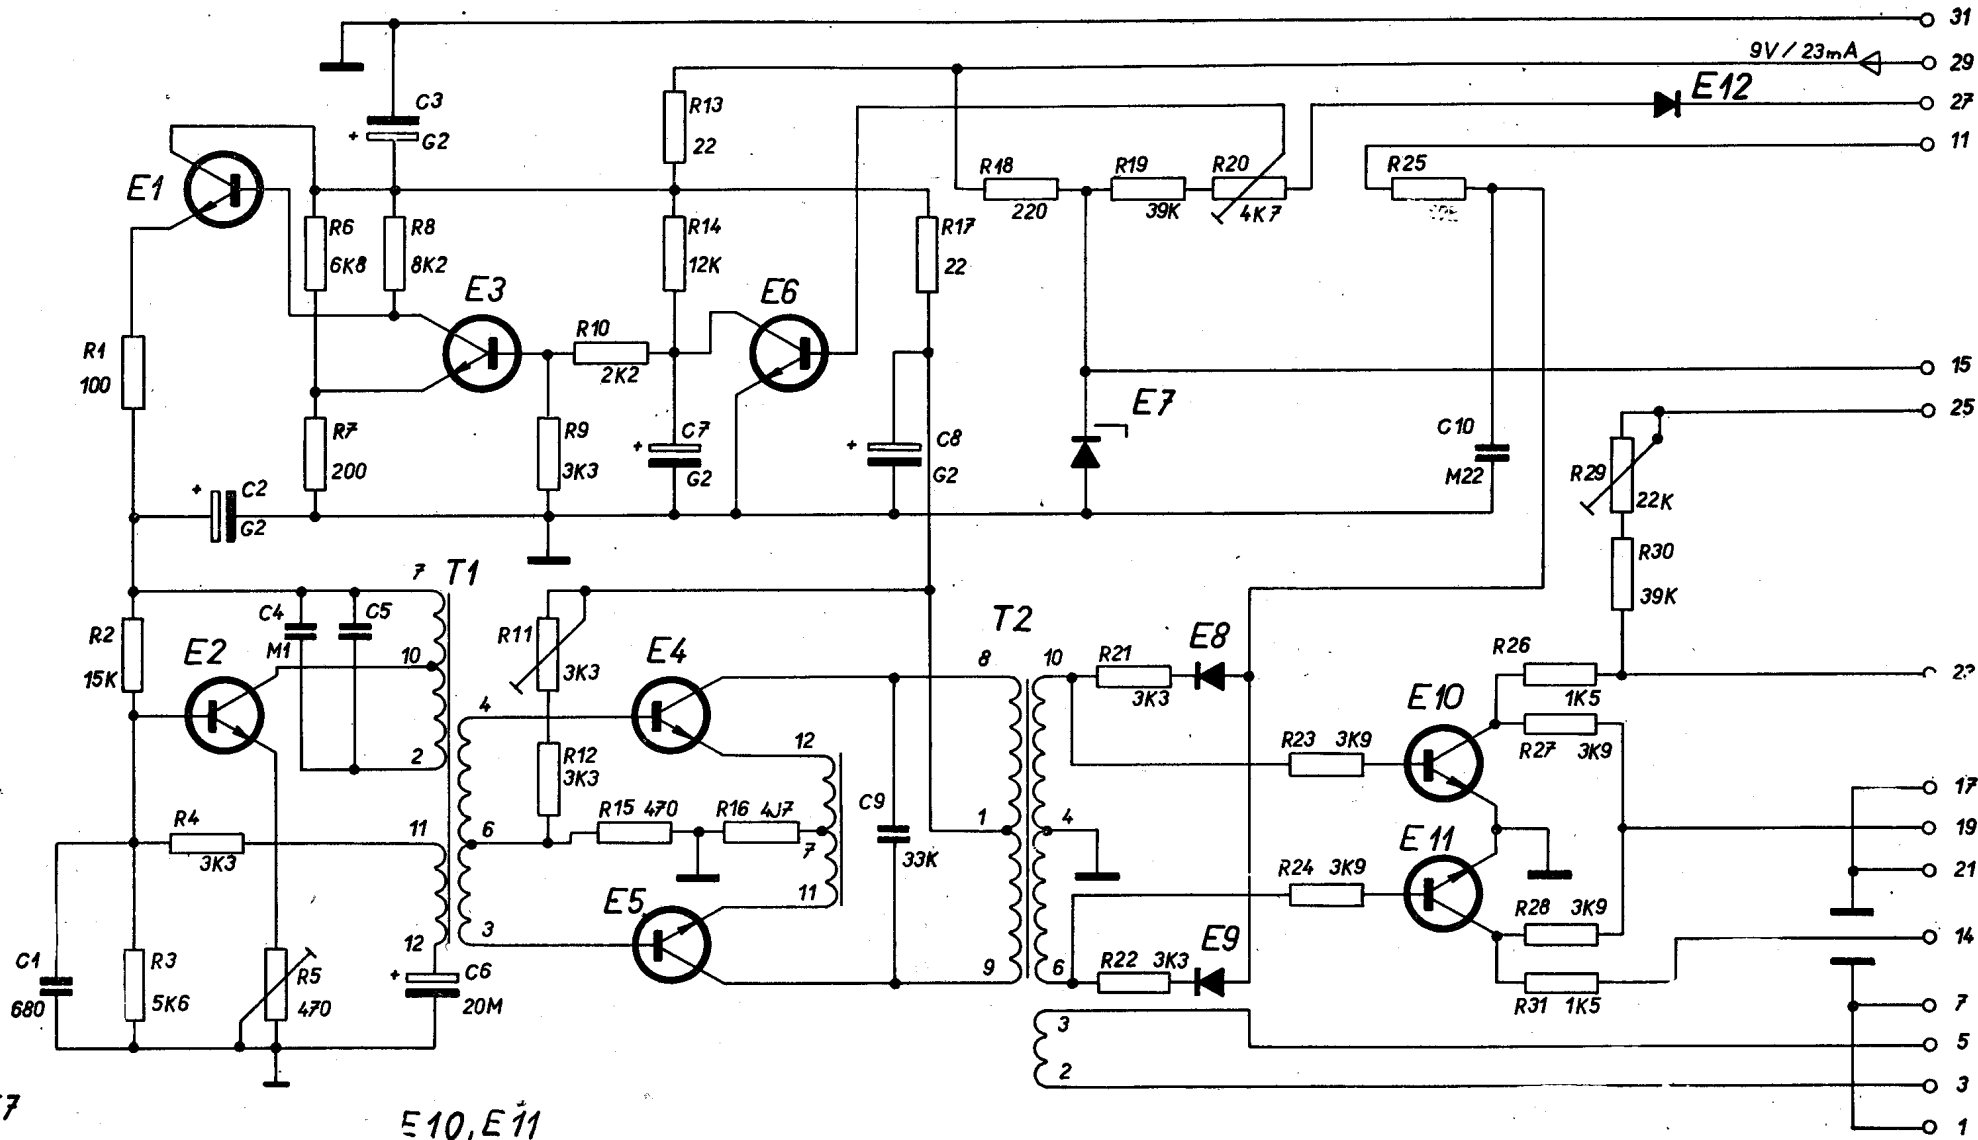 31
9V / 23mA
29
E12
27
11
C3
+
G2
R13
22
E1
R18
220
R19
39K
R20
4K7
R25
R6
6K8
R8
8K2
R14
12K
R17
22
E3
E6
R1
100
R10
2K2
15
E7
25
R7
200
R9
3K3
+
C7
G2
+
C8
G2
C10
M22
R29
22K
+
C2
G2
R30
39K
7
T1
C4
M1
C5
R2
15K
E2
10
R11
3K3
E4
T2
8
10
R21
3K3
E8
R26
1K5
E10
4
2
R12
3K3
12
R23 3K9
R27 3K9
17
R4
3K3
11
6
R15 470
R16 4J7
7
C9
33K
1
4
19
E11
R24 3K9
21
11
E5
3
12
R28 3K9
14
C1
680
R3
5K6
R5
470
+
C6
20M
9
6
R22 3K3
E9
R31 1K5
7
3
5
2
3
1
E10, E11